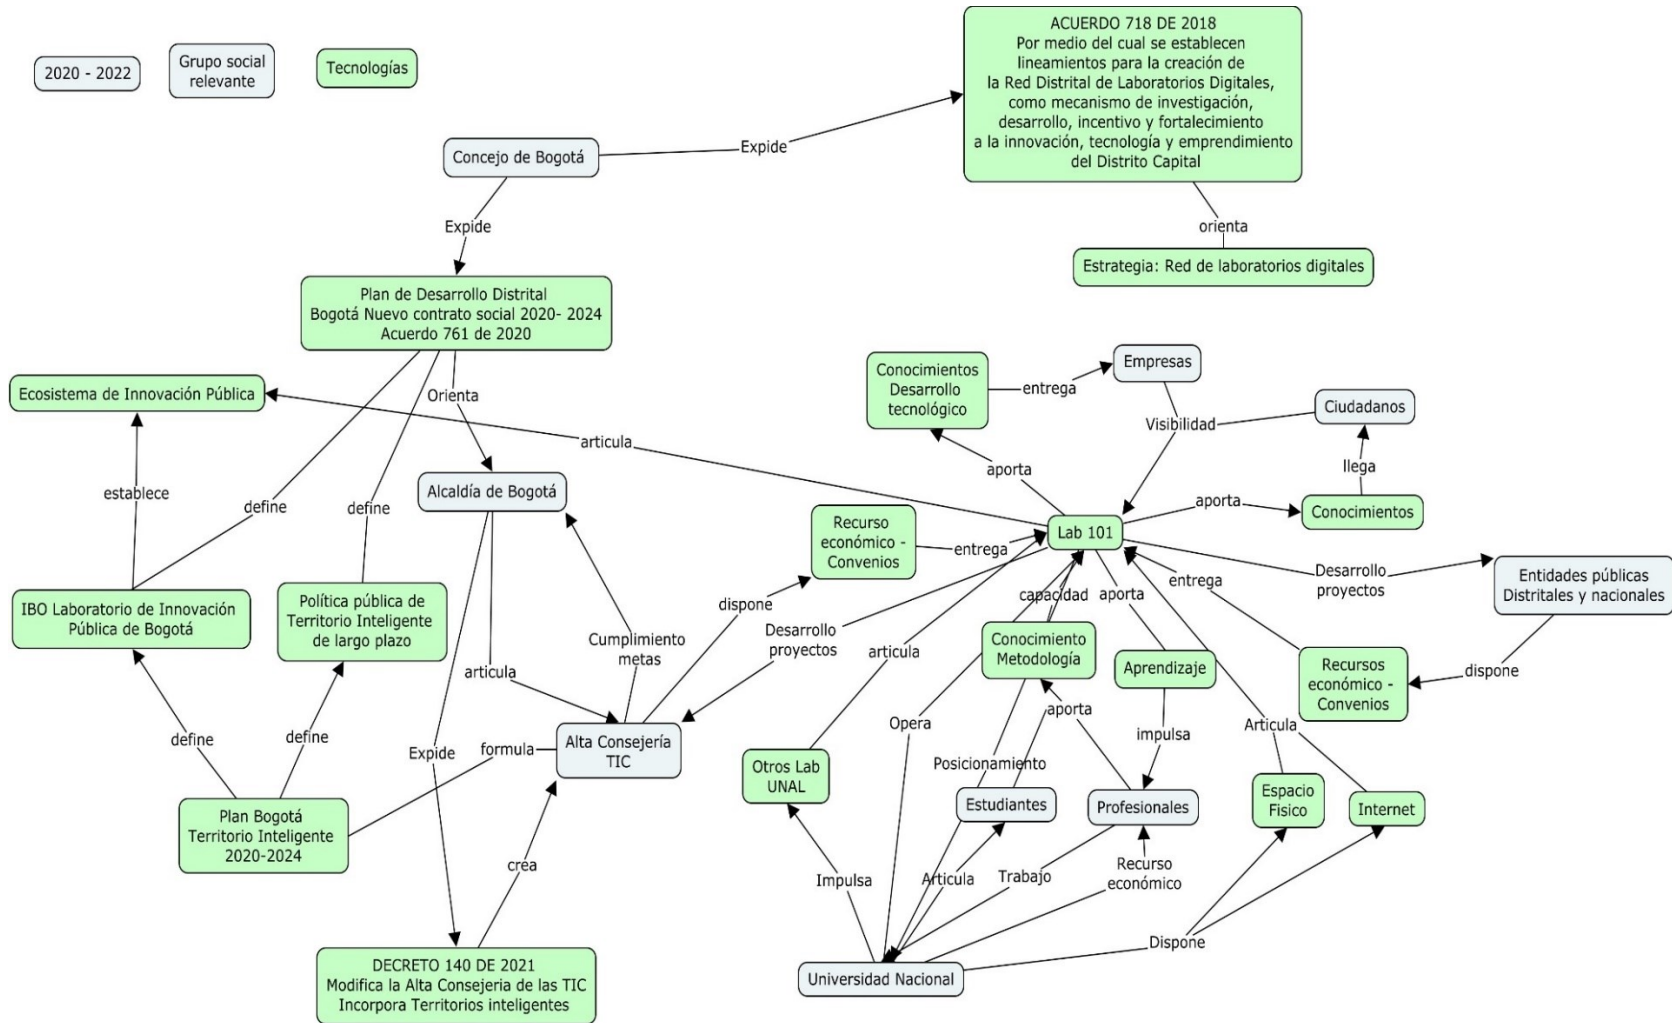 2020 - 2022
Grupo social
relevante
Tecnologías
ACUERDO 718 DE 2018
Por medio del cual se establecen
lineamientos para la creación de
la Red Distrital de Laboratorios Digitales,
como mecanismo de investigación,
desarrollo, incentivo y fortalecimiento
a la innovación, tecnología y emprendimiento
del Distrito Capital
Concejo de Bogotá
Expide
Expide
orienta
Estrategia: Red de laboratorios digitales
Plan de Desarrollo Distrital
Bogotá Nuevo contrato social 2020- 2024
Acuerdo 761 de 2020
Ecosistema de Innovación Pública
Orienta
Conocimientos
Desarrollo
tecnológico
entrega
Empresas
Ciudadanos
Visibilidad
articula
establece
define
define
Alcaldía de Bogotá
aporta
llega
aporta
Conocimientos
Recurso
económico -
Convenios
entrega
Lab 101
IBO Laboratorio de Innovación
Pública de Bogotá
Política pública de
Territorio Inteligente
de largo plazo
dispone
Cumplimiento
metas
Desarrollo
proyectos
articula
capacidad
aporta
entrega
Desarrollo
proyectos
Entidades públicas
Distritales y nacionales
Conocimiento
Metodología
Aprendizaje
Recursos
económico -
Convenios
dispone
articula
define
define
formula
Alta Consejería
TIC
Expide
Opera
aporta
impulsa
Articula
Otros Lab
UNAL
Posicionamiento
Estudiantes
Profesionales
Espacio
Fisico
Internet
Plan Bogotá
Territorio Inteligente
2020-2024
crea
Impulsa
Articula
Trabajo
Recurso
económico
Dispone
DECRETO 140 DE 2021
Modifica la Alta Consejeria de las TIC
Incorpora Territorios inteligentes
Universidad Nacional